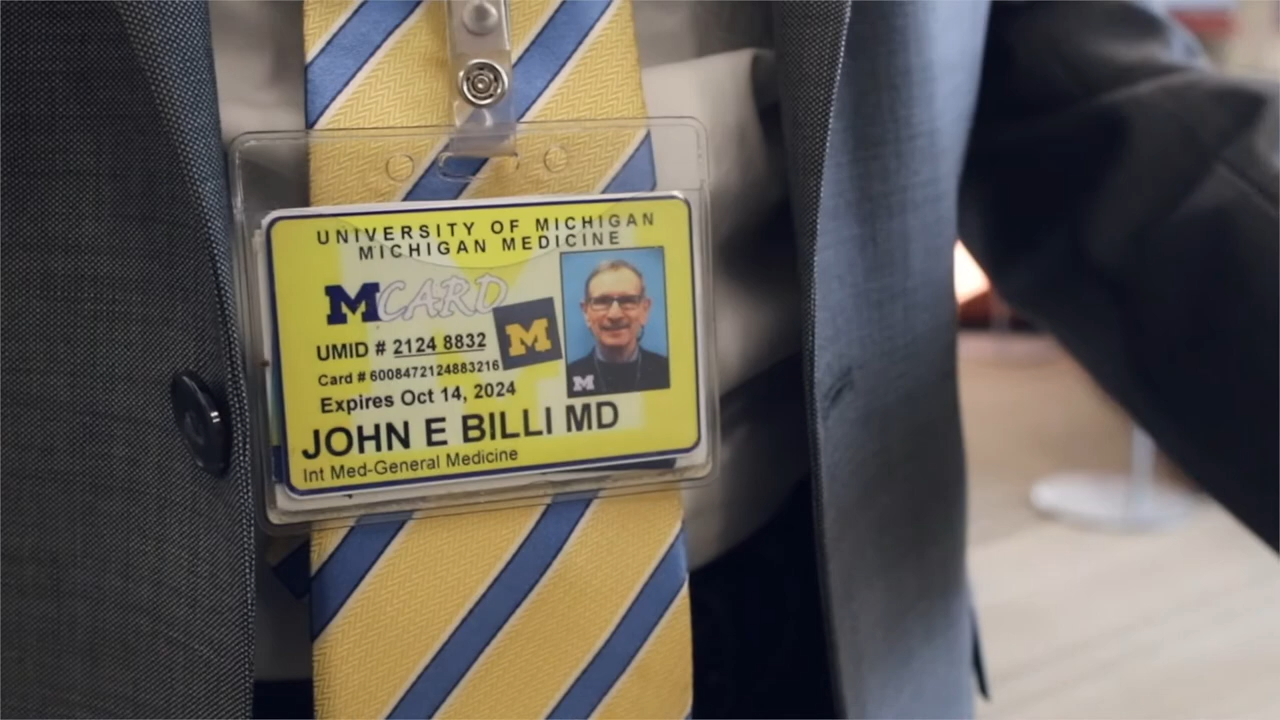 UNIVERSITY OF MICHIGAN
MICHIGAN MEDICINE
M CARD
M
UMID # 2124 8832
Card # 6008472124883216
Expires Oct 14, 2024
M
JOHN E BILLI MD
Int Med-General Medicine